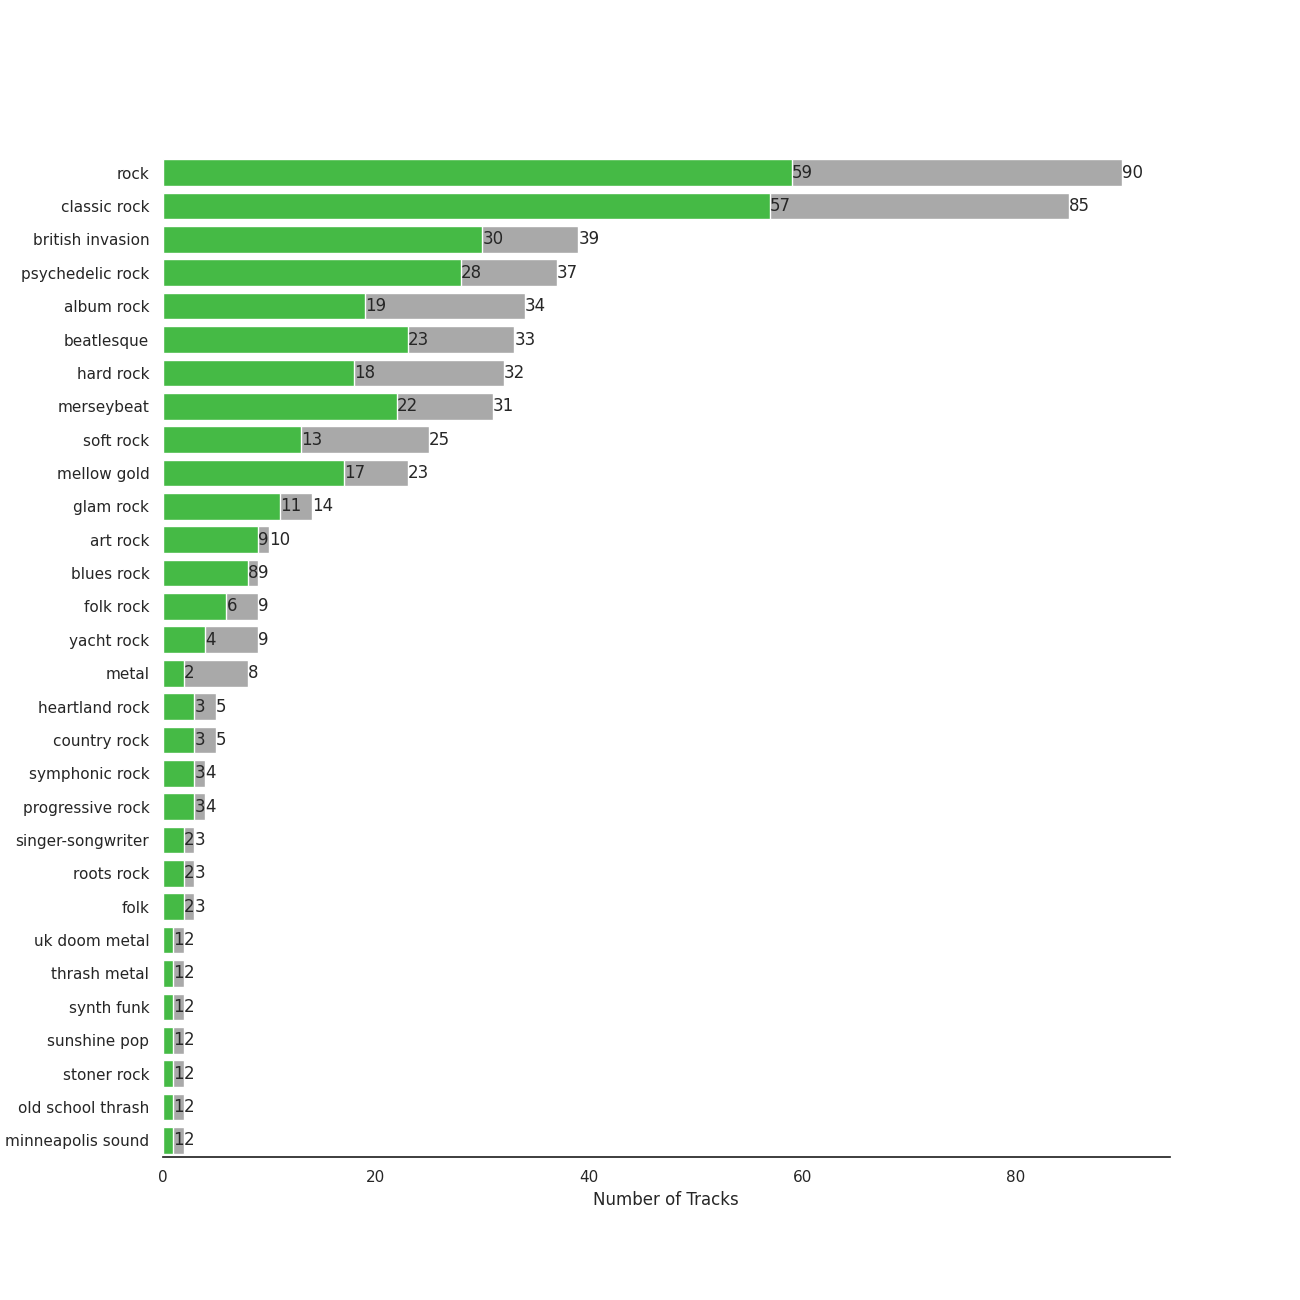 rock 59 90
classic rock 57 85
british invasion 30 39
psychedelic rock 28 37
album rock 19 34
beatlesque 23 33
hard rock 18 32
merseybeat 22 31
soft rock 13 25
mellow gold 17 23
glam rock 11 14
art rock 9 10
blues rock 8 9
folk rock 6 9
yacht rock 4 9
metal 2 8
heartland rock 3 5
country rock 3 5
symphonic rock 3 4
progressive rock 3 4
singer-songwriter 2 3
roots rock 2 3
folk 2 3
uk doom metal 1 2
thrash metal 1 2
synth funk 1 2
sunshine pop 1 2
stoner rock 1 2
old school thrash 1 2
minneapolis sound 1 2
0 20 40 60 80
Number of Tracks